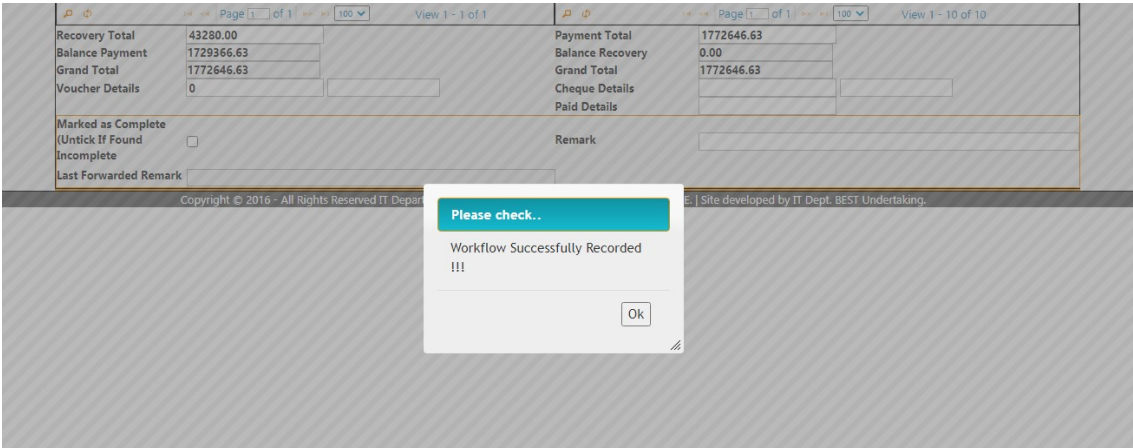 Page 1 of 1 100 View 1 - 1 of 1 Page 1 of 1 100 View 1 - 10 of 10
Recovery Total 43280.00 Payment Total 1772646.63
Balance Payment 1729366.63 Balance Recovery 0.00
Grand Total 1772646.63 Grand Total 1772646.63
Voucher Details 0 Cheque Details
Paid Details
Marked as Complete
(Untick If Found
Incomplete
Remark
Last Forwarded Remark
Copyright © 2016 - All Rights Reserved IT Depar E. | Site developed by IT Dept. BEST Undertaking.
Please check..
Workflow Successfully Recorded
!!!
Ok